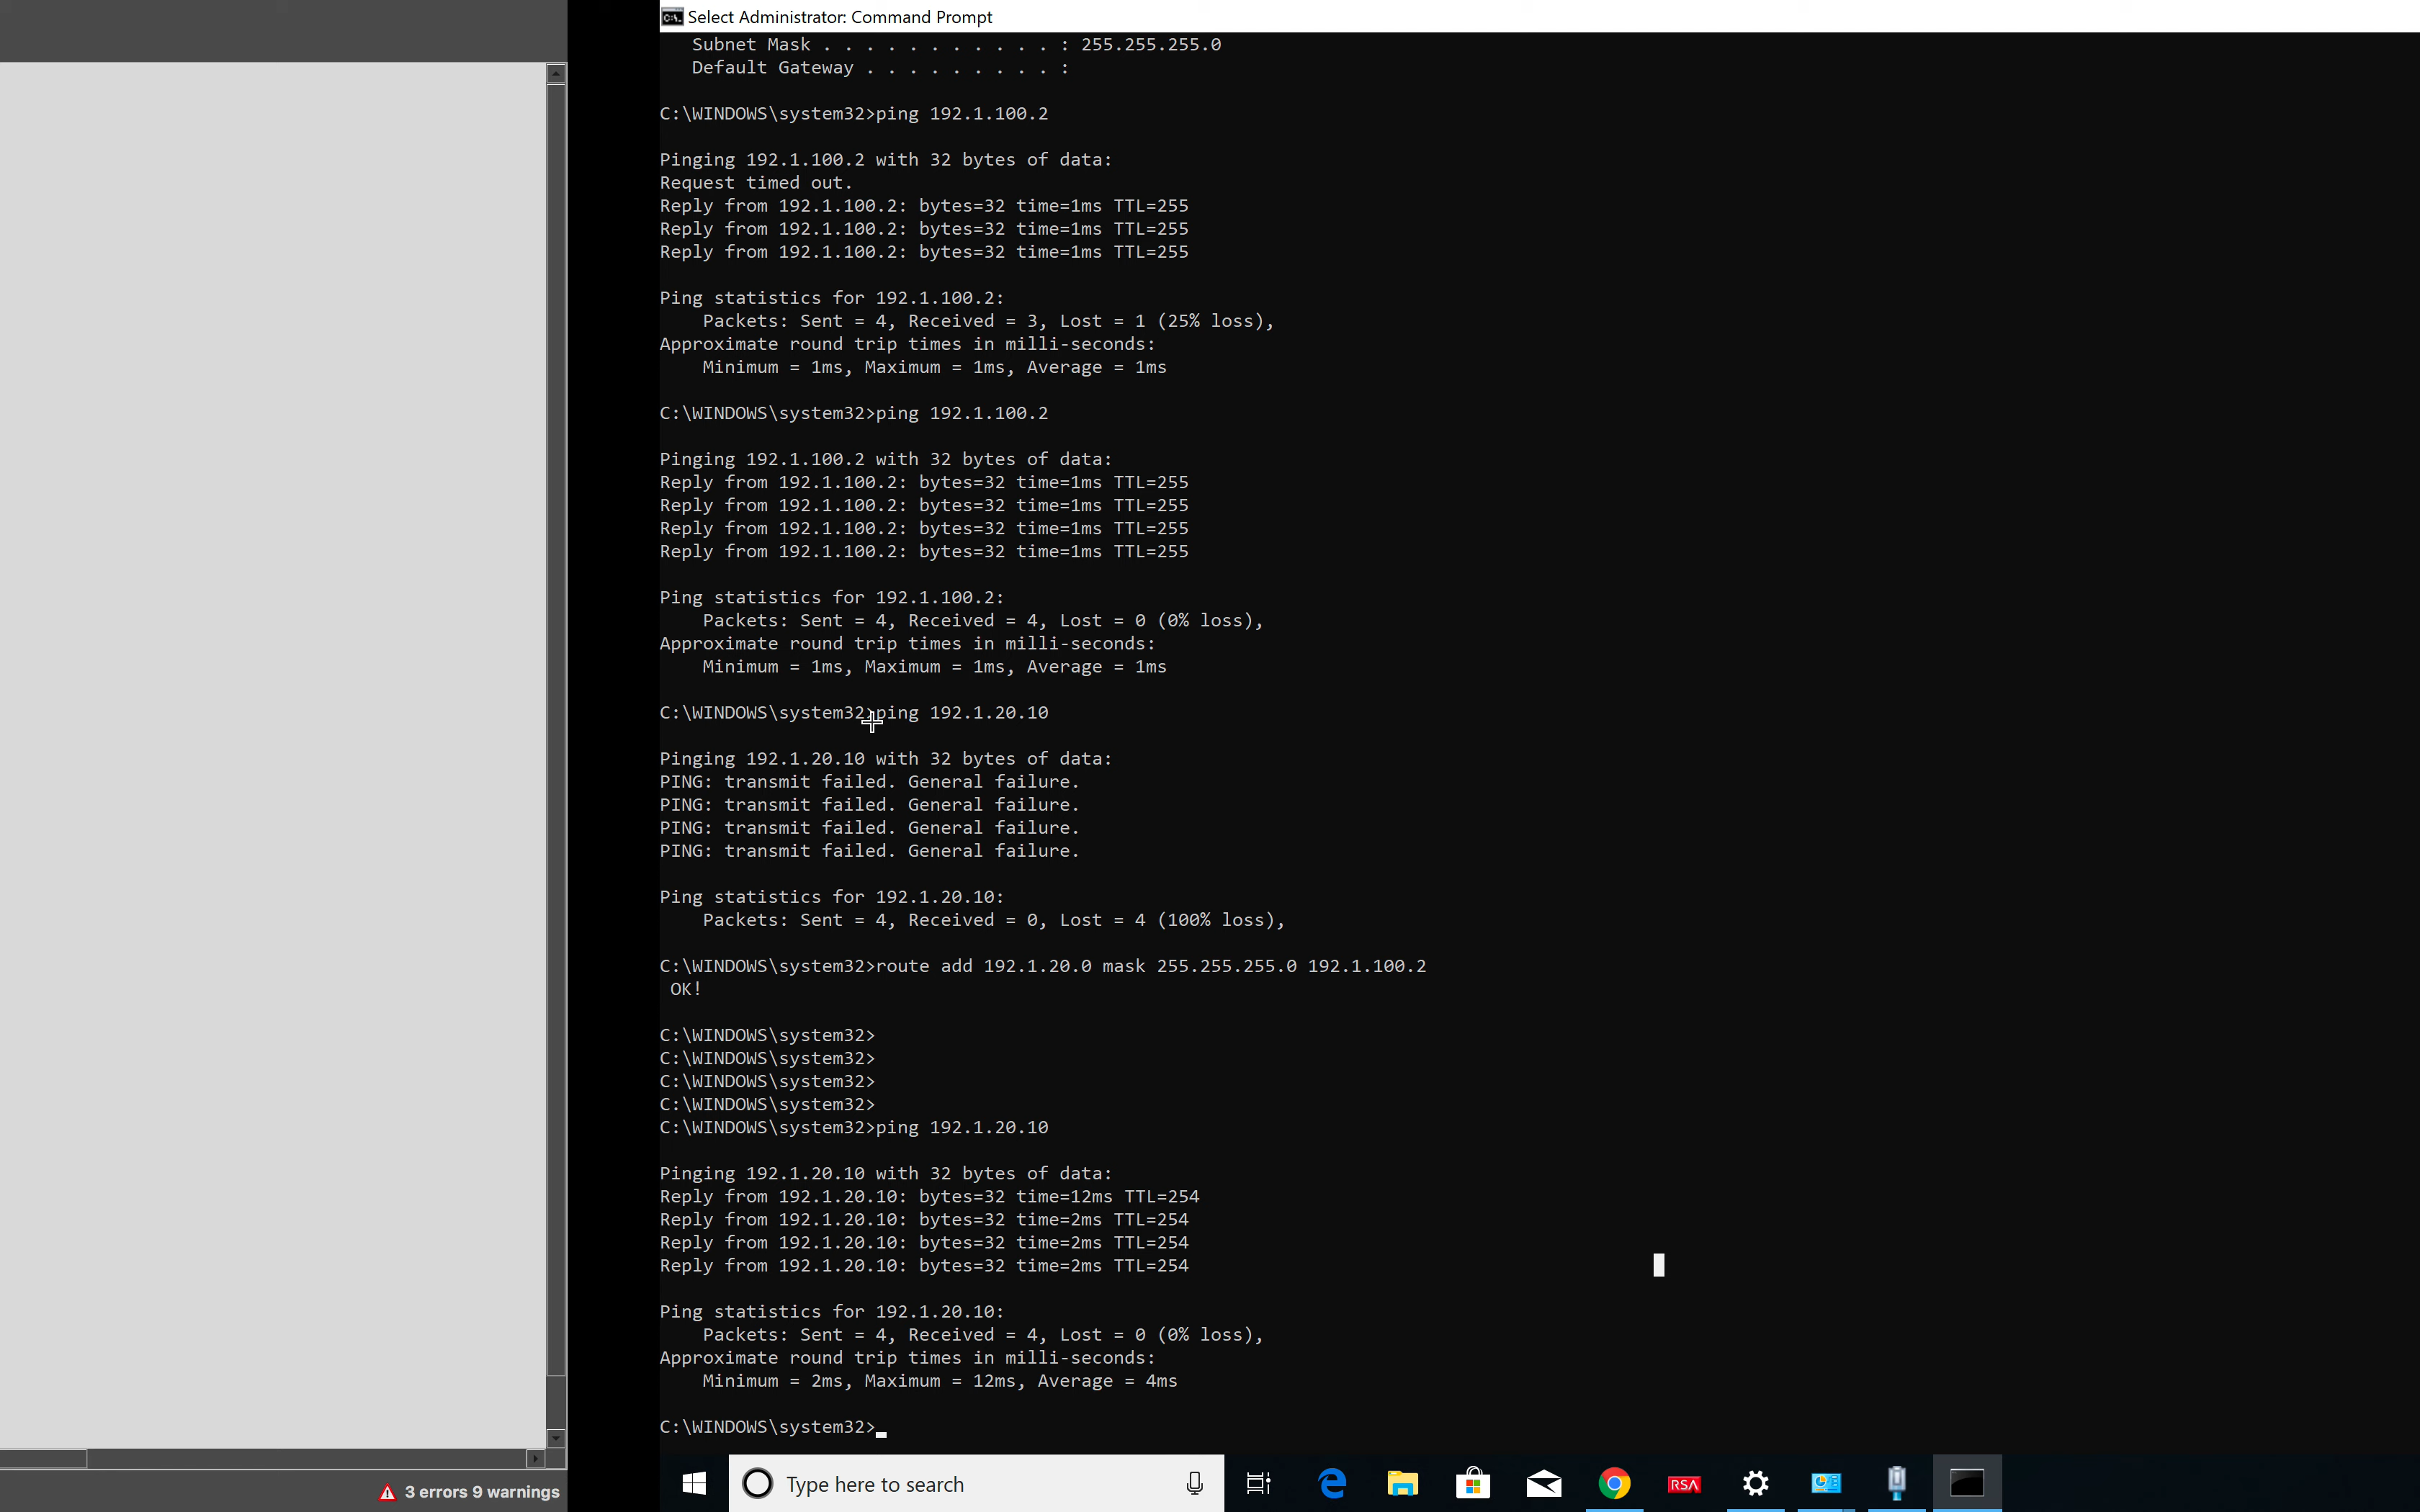 Select Administrator: Command Prompt
Subnet Mask . . . . . . . . . . . : 255.255.255.0
Default Gateway . . . . . . . . . :
C:\WINDOWS\system32>ping 192.1.100.2
Pinging 192.1.100.2 with 32 bytes of data:
Request timed out.
Reply from 192.1.100.2: bytes=32 time=1ms TTL=255
Reply from 192.1.100.2: bytes=32 time=1ms TTL=255
Reply from 192.1.100.2: bytes=32 time=1ms TTL=255
Ping statistics for 192.1.100.2:
Packets: Sent = 4, Received = 3, Lost = 1 (25% loss),
Approximate round trip times in milli-seconds:
Minimum = 1ms, Maximum = 1ms, Average = 1ms
C:\WINDOWS\system32>ping 192.1.100.2
Pinging 192.1.100.2 with 32 bytes of data:
Reply from 192.1.100.2: bytes=32 time=1ms TTL=255
Reply from 192.1.100.2: bytes=32 time=1ms TTL=255
Reply from 192.1.100.2: bytes=32 time=1ms TTL=255
Reply from 192.1.100.2: bytes=32 time=1ms TTL=255
Ping statistics for 192.1.100.2:
Packets: Sent = 4, Received = 4, Lost = 0 (0% loss),
Approximate round trip times in milli-seconds:
Minimum = 1ms, Maximum = 1ms, Average = 1ms
C:\WINDOWS\system32>ping 192.1.20.10
Pinging 192.1.20.10 with 32 bytes of data:
PING: transmit failed. General failure.
PING: transmit failed. General failure.
PING: transmit failed. General failure.
PING: transmit failed. General failure.
Ping statistics for 192.1.20.10:
Packets: Sent = 4, Received = 0, Lost = 4 (100% loss),
C:\WINDOWS\system32>route add 192.1.20.0 mask 255.255.255.0 192.1.100.2
OK!
C:\WINDOWS\system32>
C:\WINDOWS\system32>
C:\WINDOWS\system32>
C:\WINDOWS\system32>
C:\WINDOWS\system32>ping 192.1.20.10
Pinging 192.1.20.10 with 32 bytes of data:
Reply from 192.1.20.10: bytes=32 time=12ms TTL=254
Reply from 192.1.20.10: bytes=32 time=2ms TTL=254
Reply from 192.1.20.10: bytes=32 time=2ms TTL=254
Reply from 192.1.20.10: bytes=32 time=2ms TTL=254
Ping statistics for 192.1.20.10:
Packets: Sent = 4, Received = 4, Lost = 0 (0% loss),
Approximate round trip times in milli-seconds:
Minimum = 2ms, Maximum = 12ms, Average = 4ms
C:\WINDOWS\system32>
Type here to search
RSA
3 errors 9 warnings